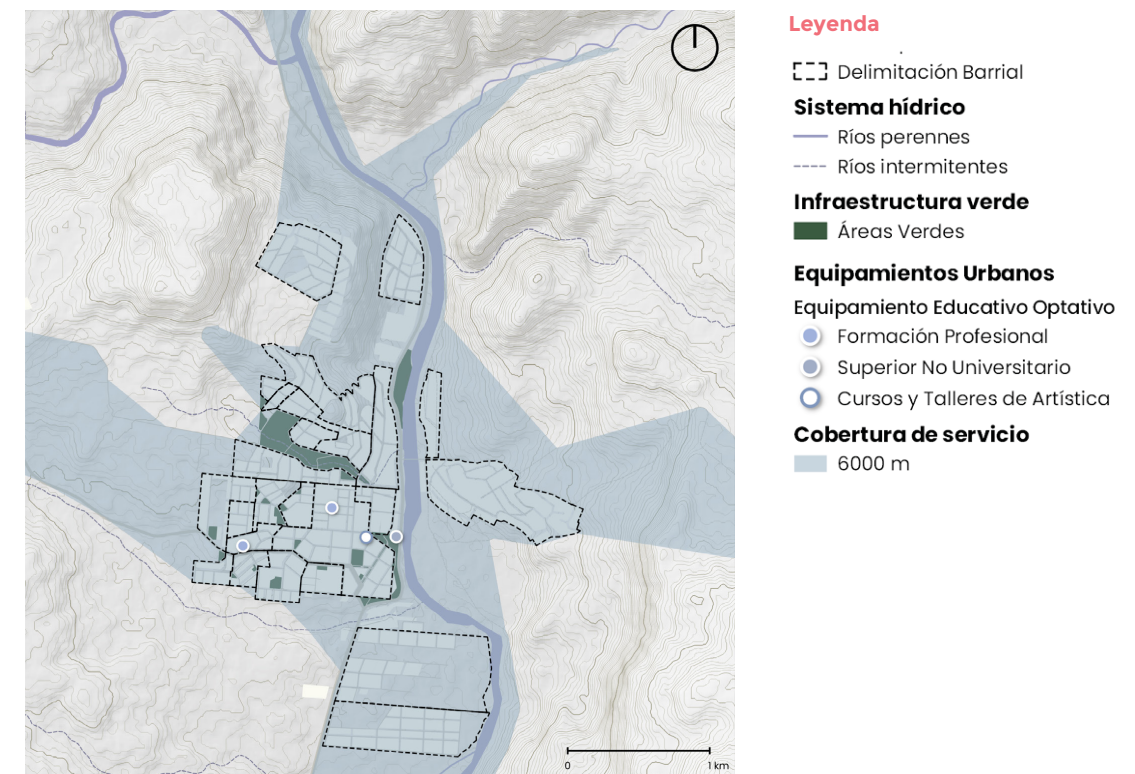 Leyenda
Delimitación Barrial
Sistema hídrico
Ríos perennes
Ríos intermitentes
Infraestructura verde
Áreas Verdes
Equipamientos Urbanos
Equipamiento Educativo Optativo
Formación Profesional
Superior No Universitario
Cursos y Talleres de Artística
Cobertura de servicio
6000 m
0 1 km